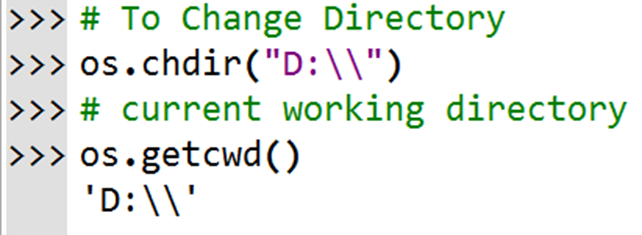 >>> # To Change Directory
>>> os.chdir("D:\\")
>>> # current working directory
>>> os.getcwd()
'D:\\'